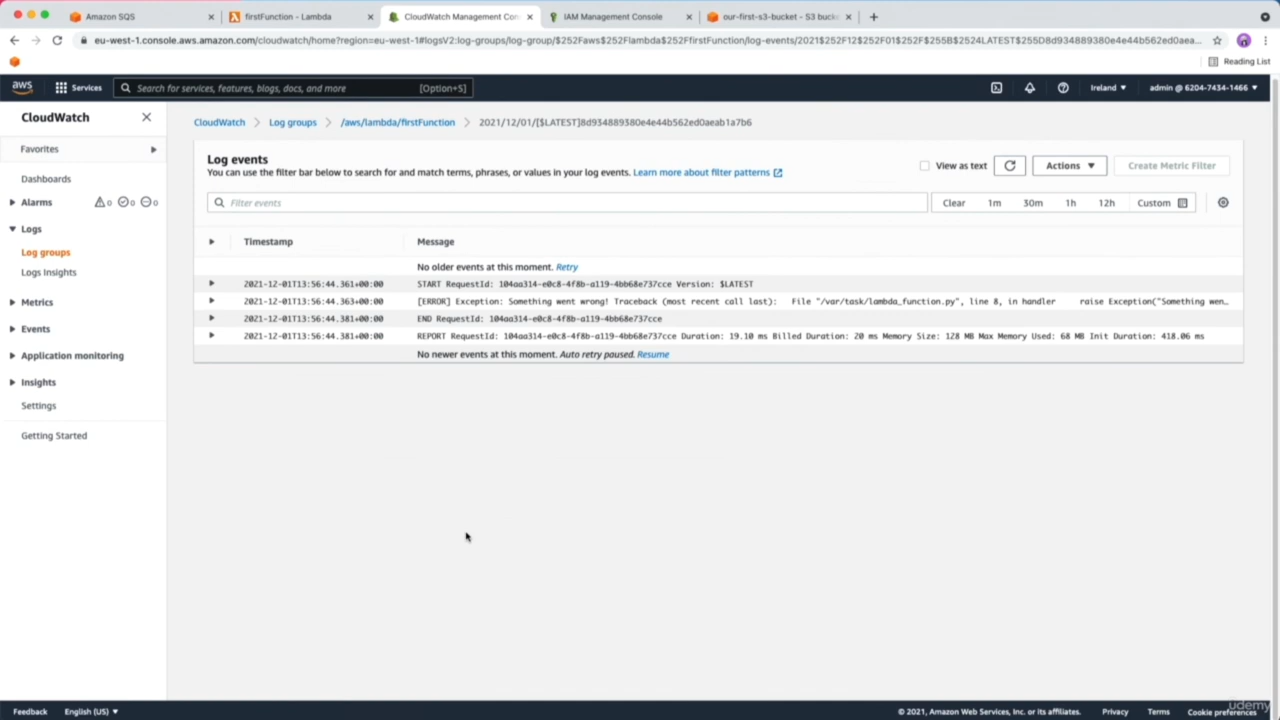 Amazon SQS
firstFunction - Lambda
CloudWatch Management Con
IAM Management Console
our-first-s3-bucket - S3 bucke
eu-west-1.console.aws.amazon.com/cloudwatch/home?region=eu-west-1#logsV2:log-groups/log-group/$252Faws$252Flambda$252FfirstFunction/log-events/2021$252F12$252F01$252F$255B$2524LATEST$255D8d934889380e4e44b562ed0aea...
Reading List
aws
Services
Search for services, features, blogs, docs, and more
[Option+S]
Ireland
admin @ 6204-7434-1466
CloudWatch
Favorites
Dashboards
Alarms
0
0
0
Logs
Log groups
Logs Insights
Metrics
Events
Application monitoring
Insights
Settings
Getting Started
CloudWatch
Log groups
/aws/lambda/firstFunction
2021/12/01/[$LATEST]8d934889380e4e44b562ed0aeab1a7b6
Log events
You can use the filter bar below to search for and match terms, phrases, or values in your log events. Learn more about filter patterns
View as text
Actions
Create Metric Filter
Filter events
Clear
1m
30m
1h
12h
Custom
Timestamp
Message
No older events at this moment. Retry
2021-12-01T13:56:44.361+00:00 START RequestId: 104aa314-e0c8-4f8b-a119-4bb68e737cce Version: $LATEST
2021-12-01T13:56:44.363+00:00 [ERROR] Exception: Something went wrong! Traceback (most recent call last): File "/var/task/lambda_function.py", line 8, in handler raise Exception("Something wen…
2021-12-01T13:56:44.381+00:00 END RequestId: 104aa314-e0c8-4f8b-a119-4bb68e737cce
2021-12-01T13:56:44.381+00:00 REPORT RequestId: 104aa314-e0c8-4f8b-a119-4bb68e737cce Duration: 19.10 ms Billed Duration: 20 ms Memory Size: 128 MB Max Memory Used: 68 MB Init Duration: 418.06 ms
No newer events at this moment. Auto retry paused. Resume
Feedback
English (US)
© 2021, Amazon Web Services, Inc. or its affiliates.
Privacy
Terms
Cookie preferences
udemy